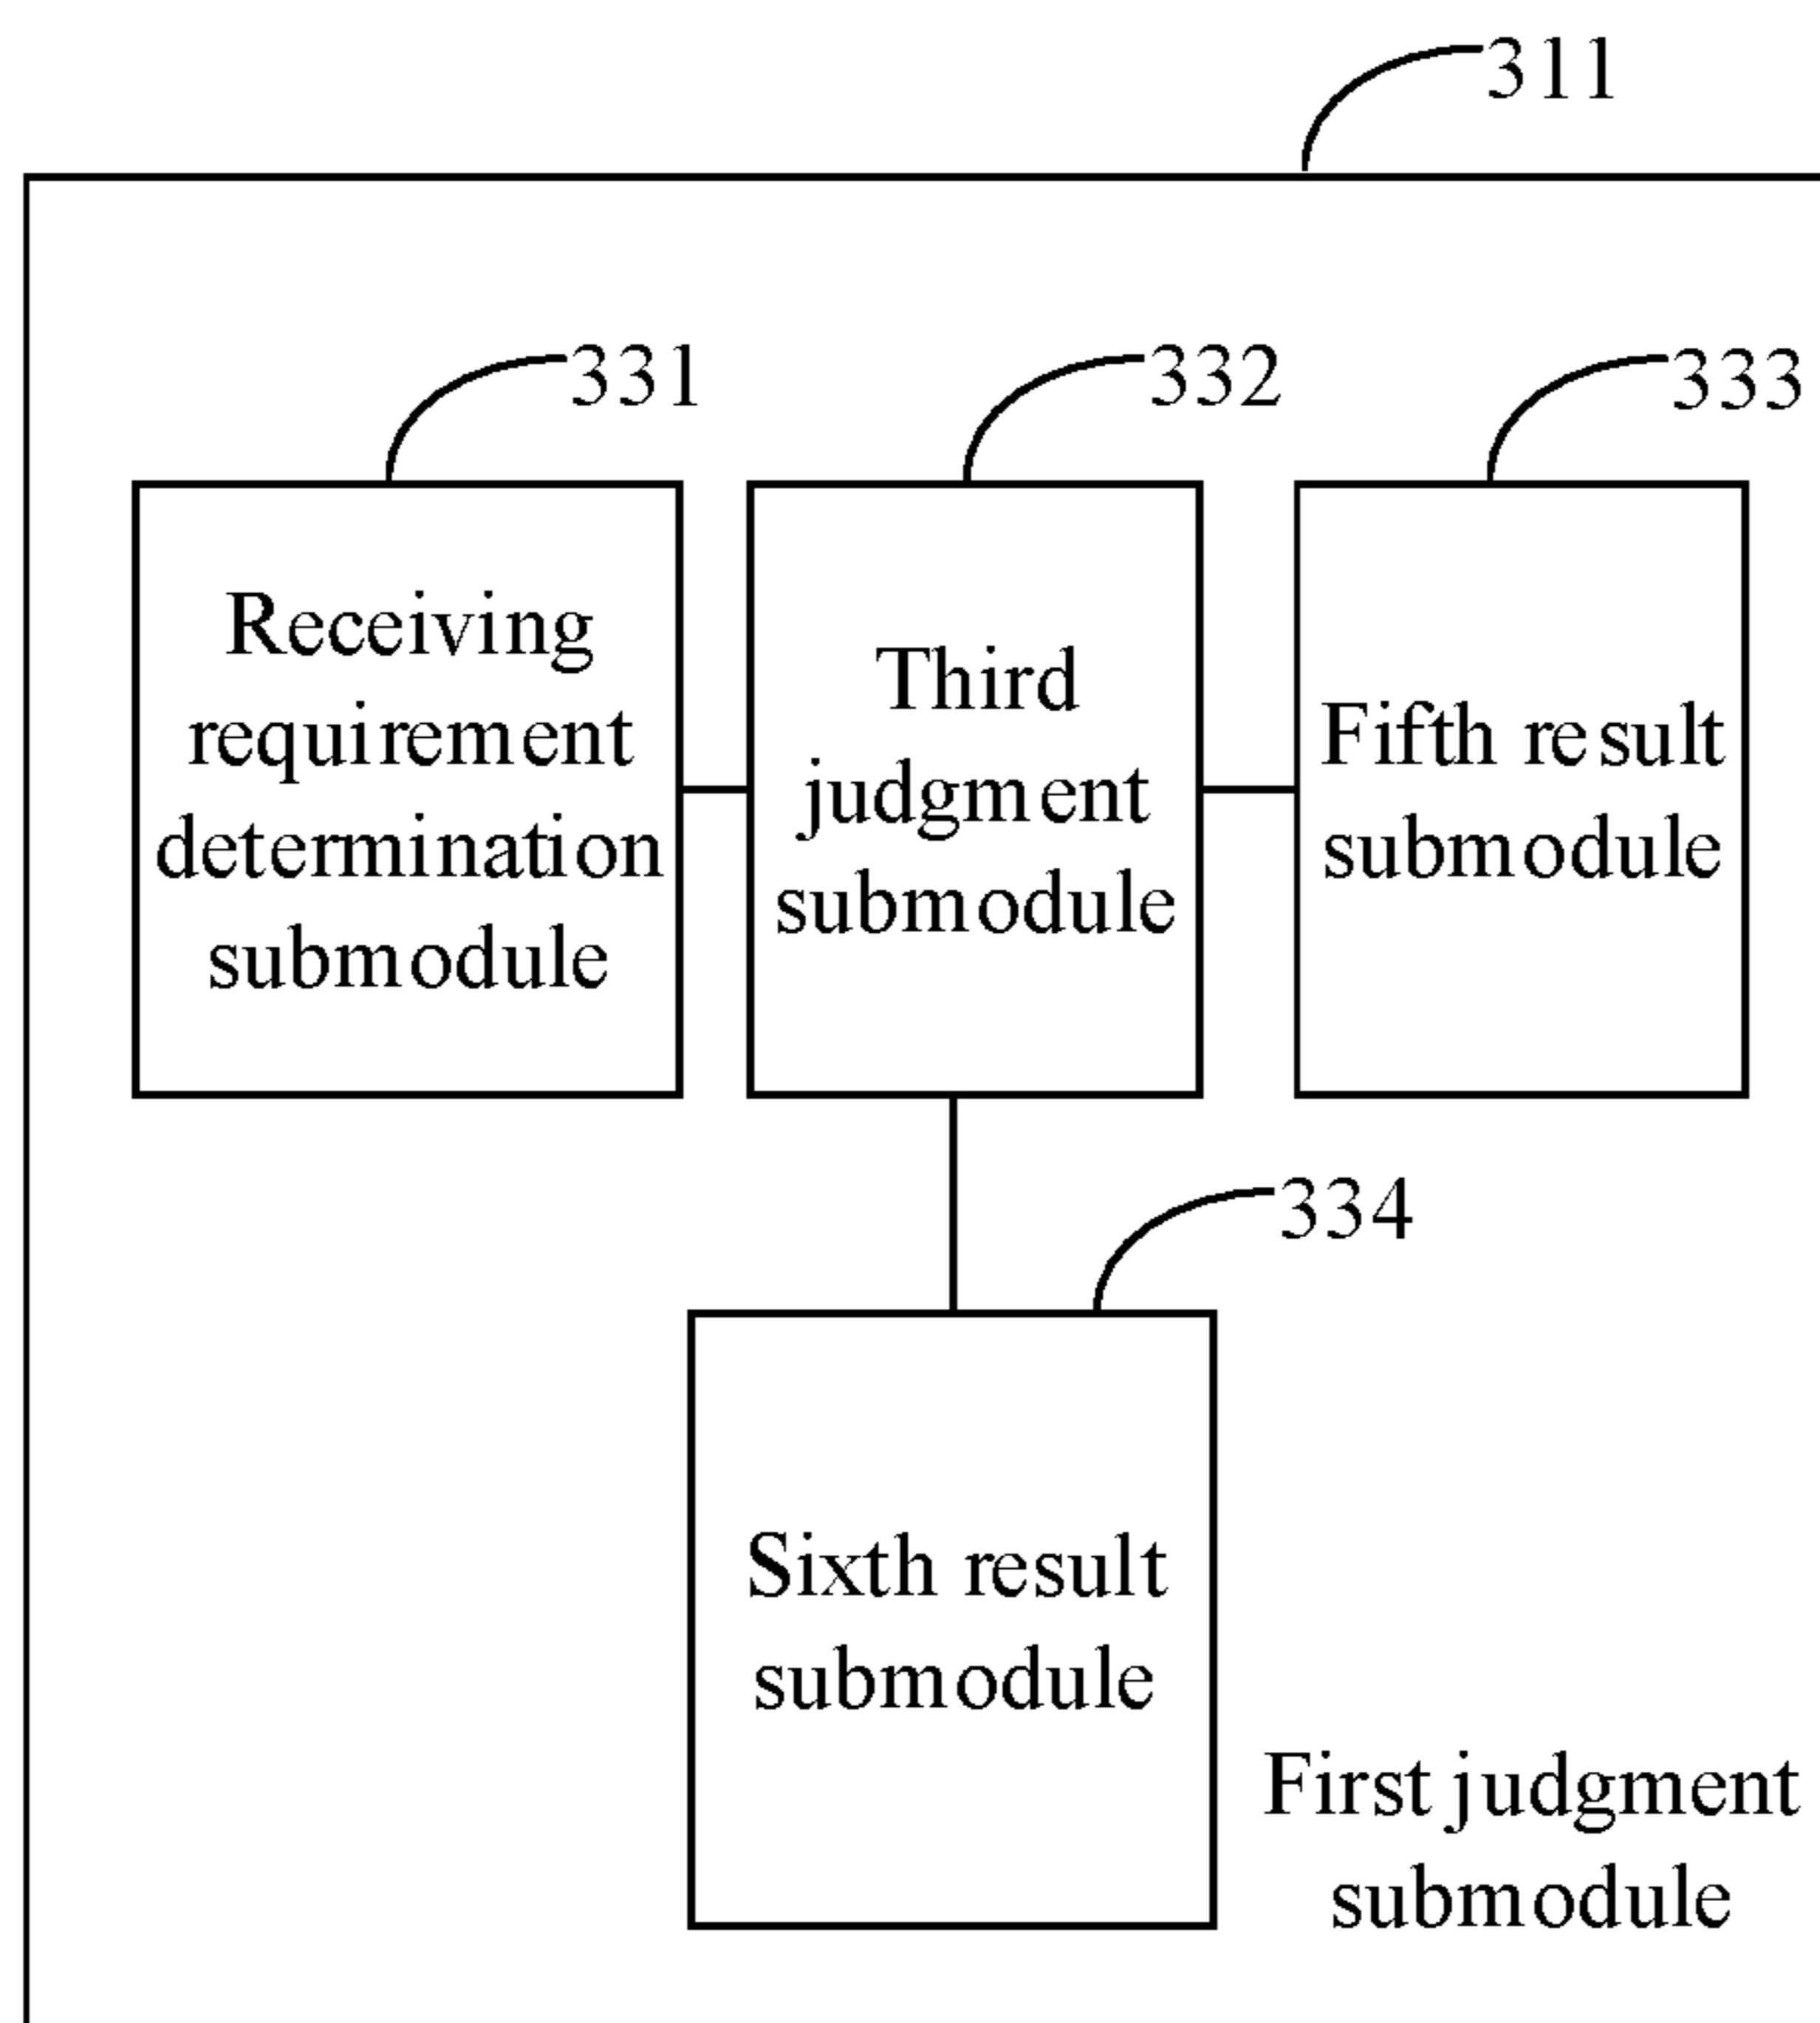 311
331
332
333
Receiving
requirement
determination
submodule
Third
judgment
submodule
Fifth result
submodule
334
Sixth result
submodule
First judgment
submodule